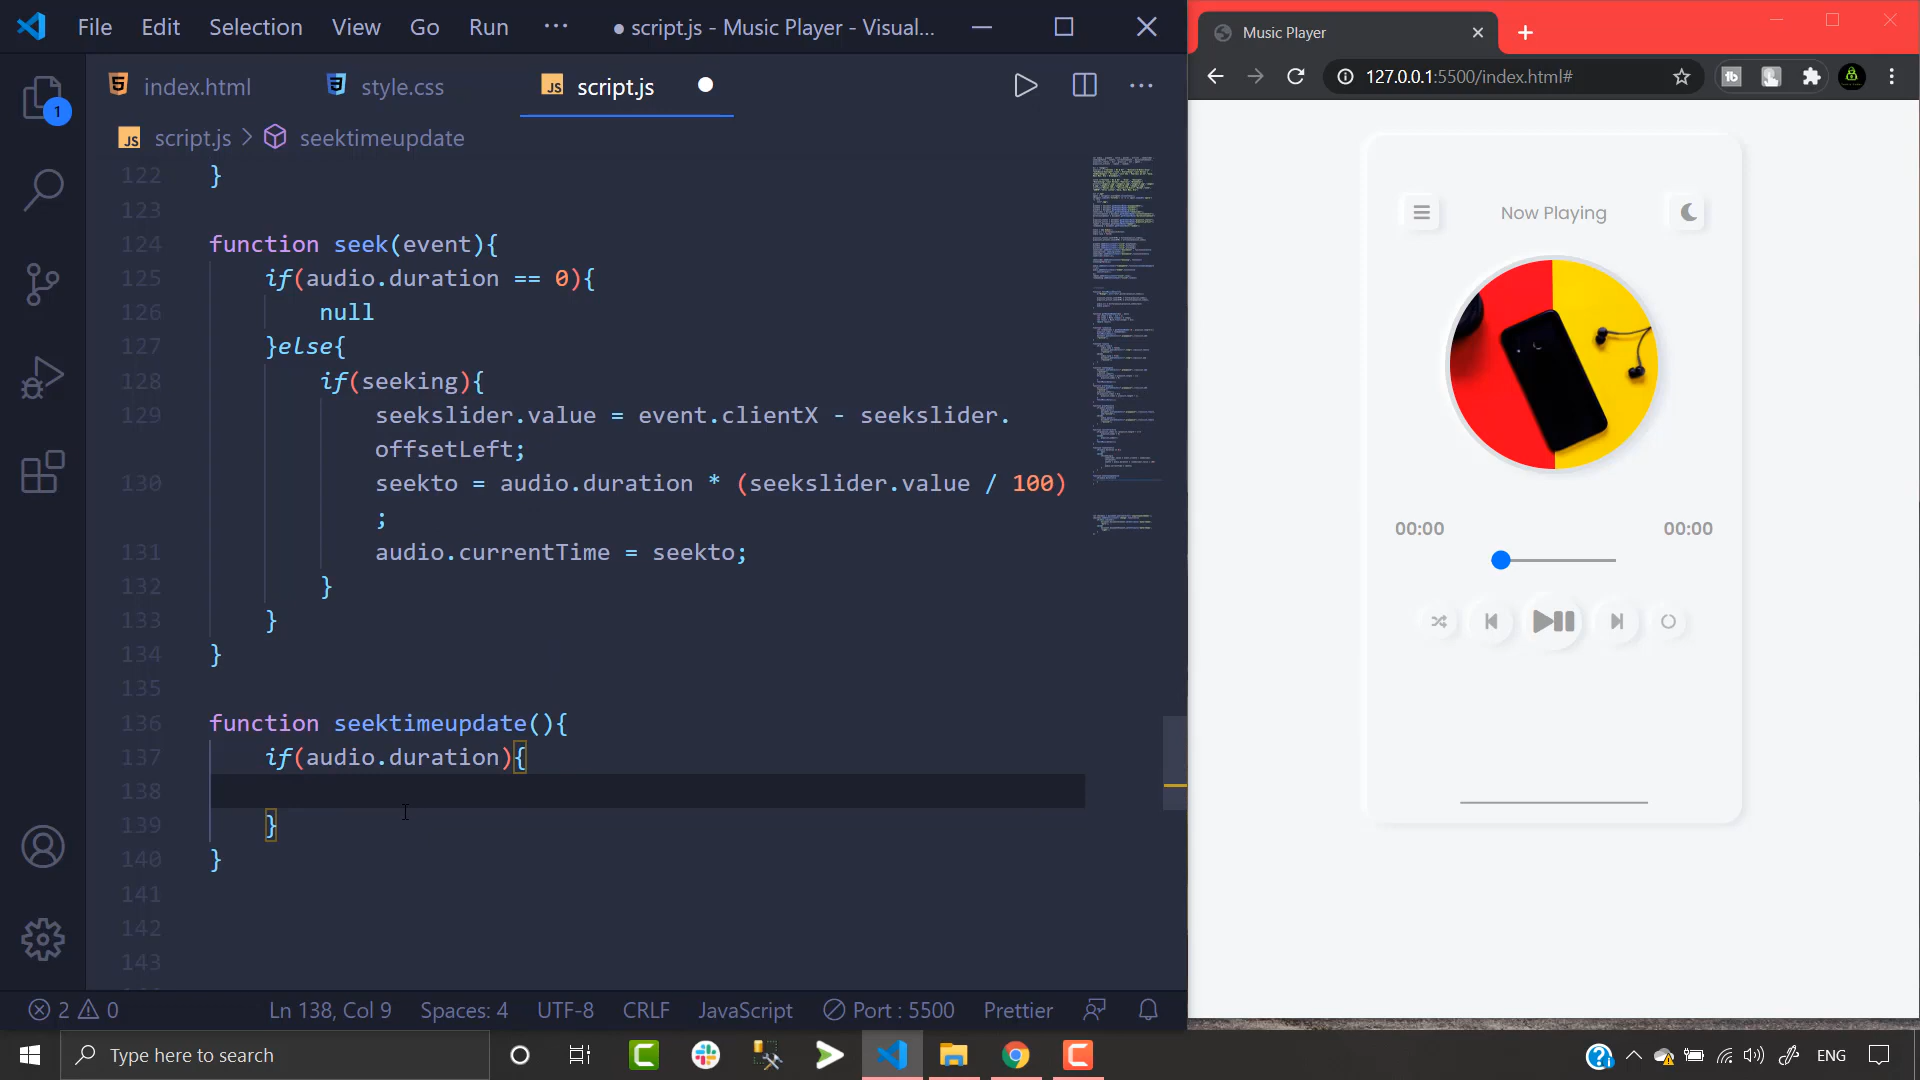 File Edit Selection View Go Run ··· ● script.js - Music Player - Visual...
index.html style.css JS script.js
JS script.js > seektimeupdate
122 }
123
124 function seek(event){
125 if(audio.duration == 0){
126 null
127 }else{
128 if(seeking){
129 seekslider.value = event.clientX - seekslider.
offsetLeft;
130 seekto = audio.duration * (seekslider.value / 100)
;
131 audio.currentTime = seekto;
132 }
133 }
134 }
135
136 function seektimeupdate(){
137 if(audio.duration){
138
139 }
140 }
141
142
143
2 0 Ln 138, Col 9 Spaces: 4 UTF-8 CRLF JavaScript Port : 5500 Prettier
Type here to search
Music Player
127.0.0.1:5500/index.html#
Now Playing
00:00 00:00
ENG